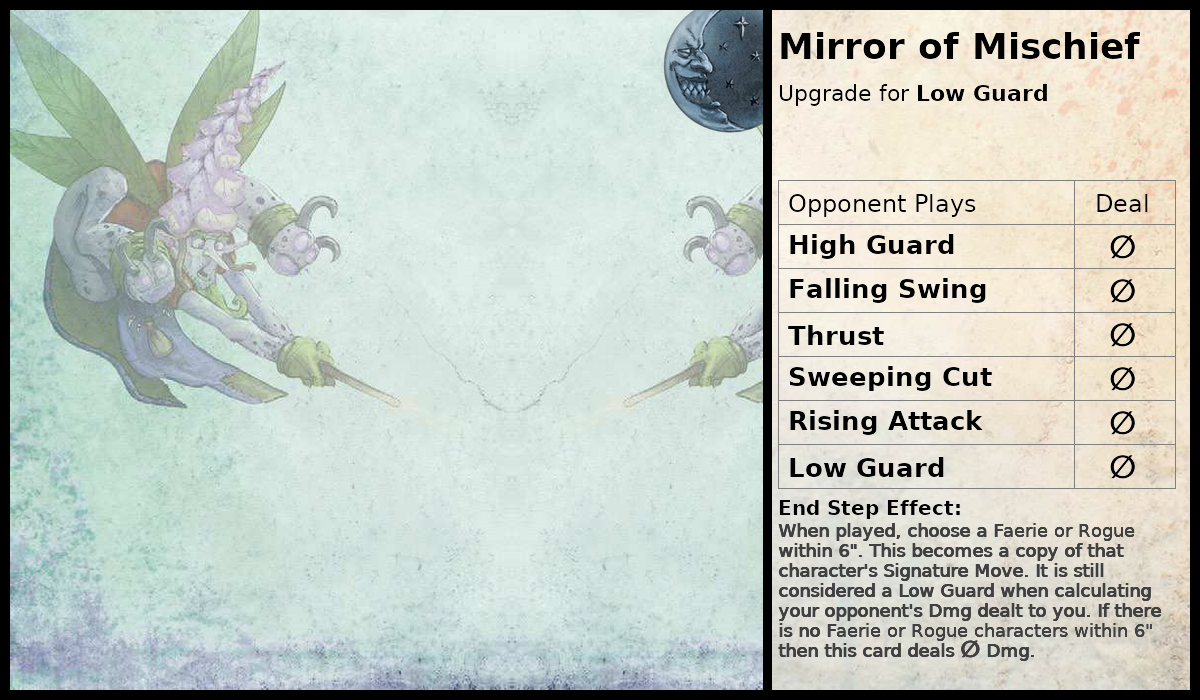 Mirror of Mischief
Upgrade for Low Guard
Opponent Plays Deal
High Guard ∅
Falling Swing ∅
Thrust ∅
Sweeping Cut ∅
Rising Attack ∅
Low Guard ∅
End Step Effect:
When played, choose a Faerie or Rogue
within 6". This becomes a copy of that
character's Signature Move. It is still
considered a Low Guard when calculating
your opponent's Dmg dealt to you. If there
is no Faerie or Rogue characters within 6"
then this card deals ∅ Dmg.